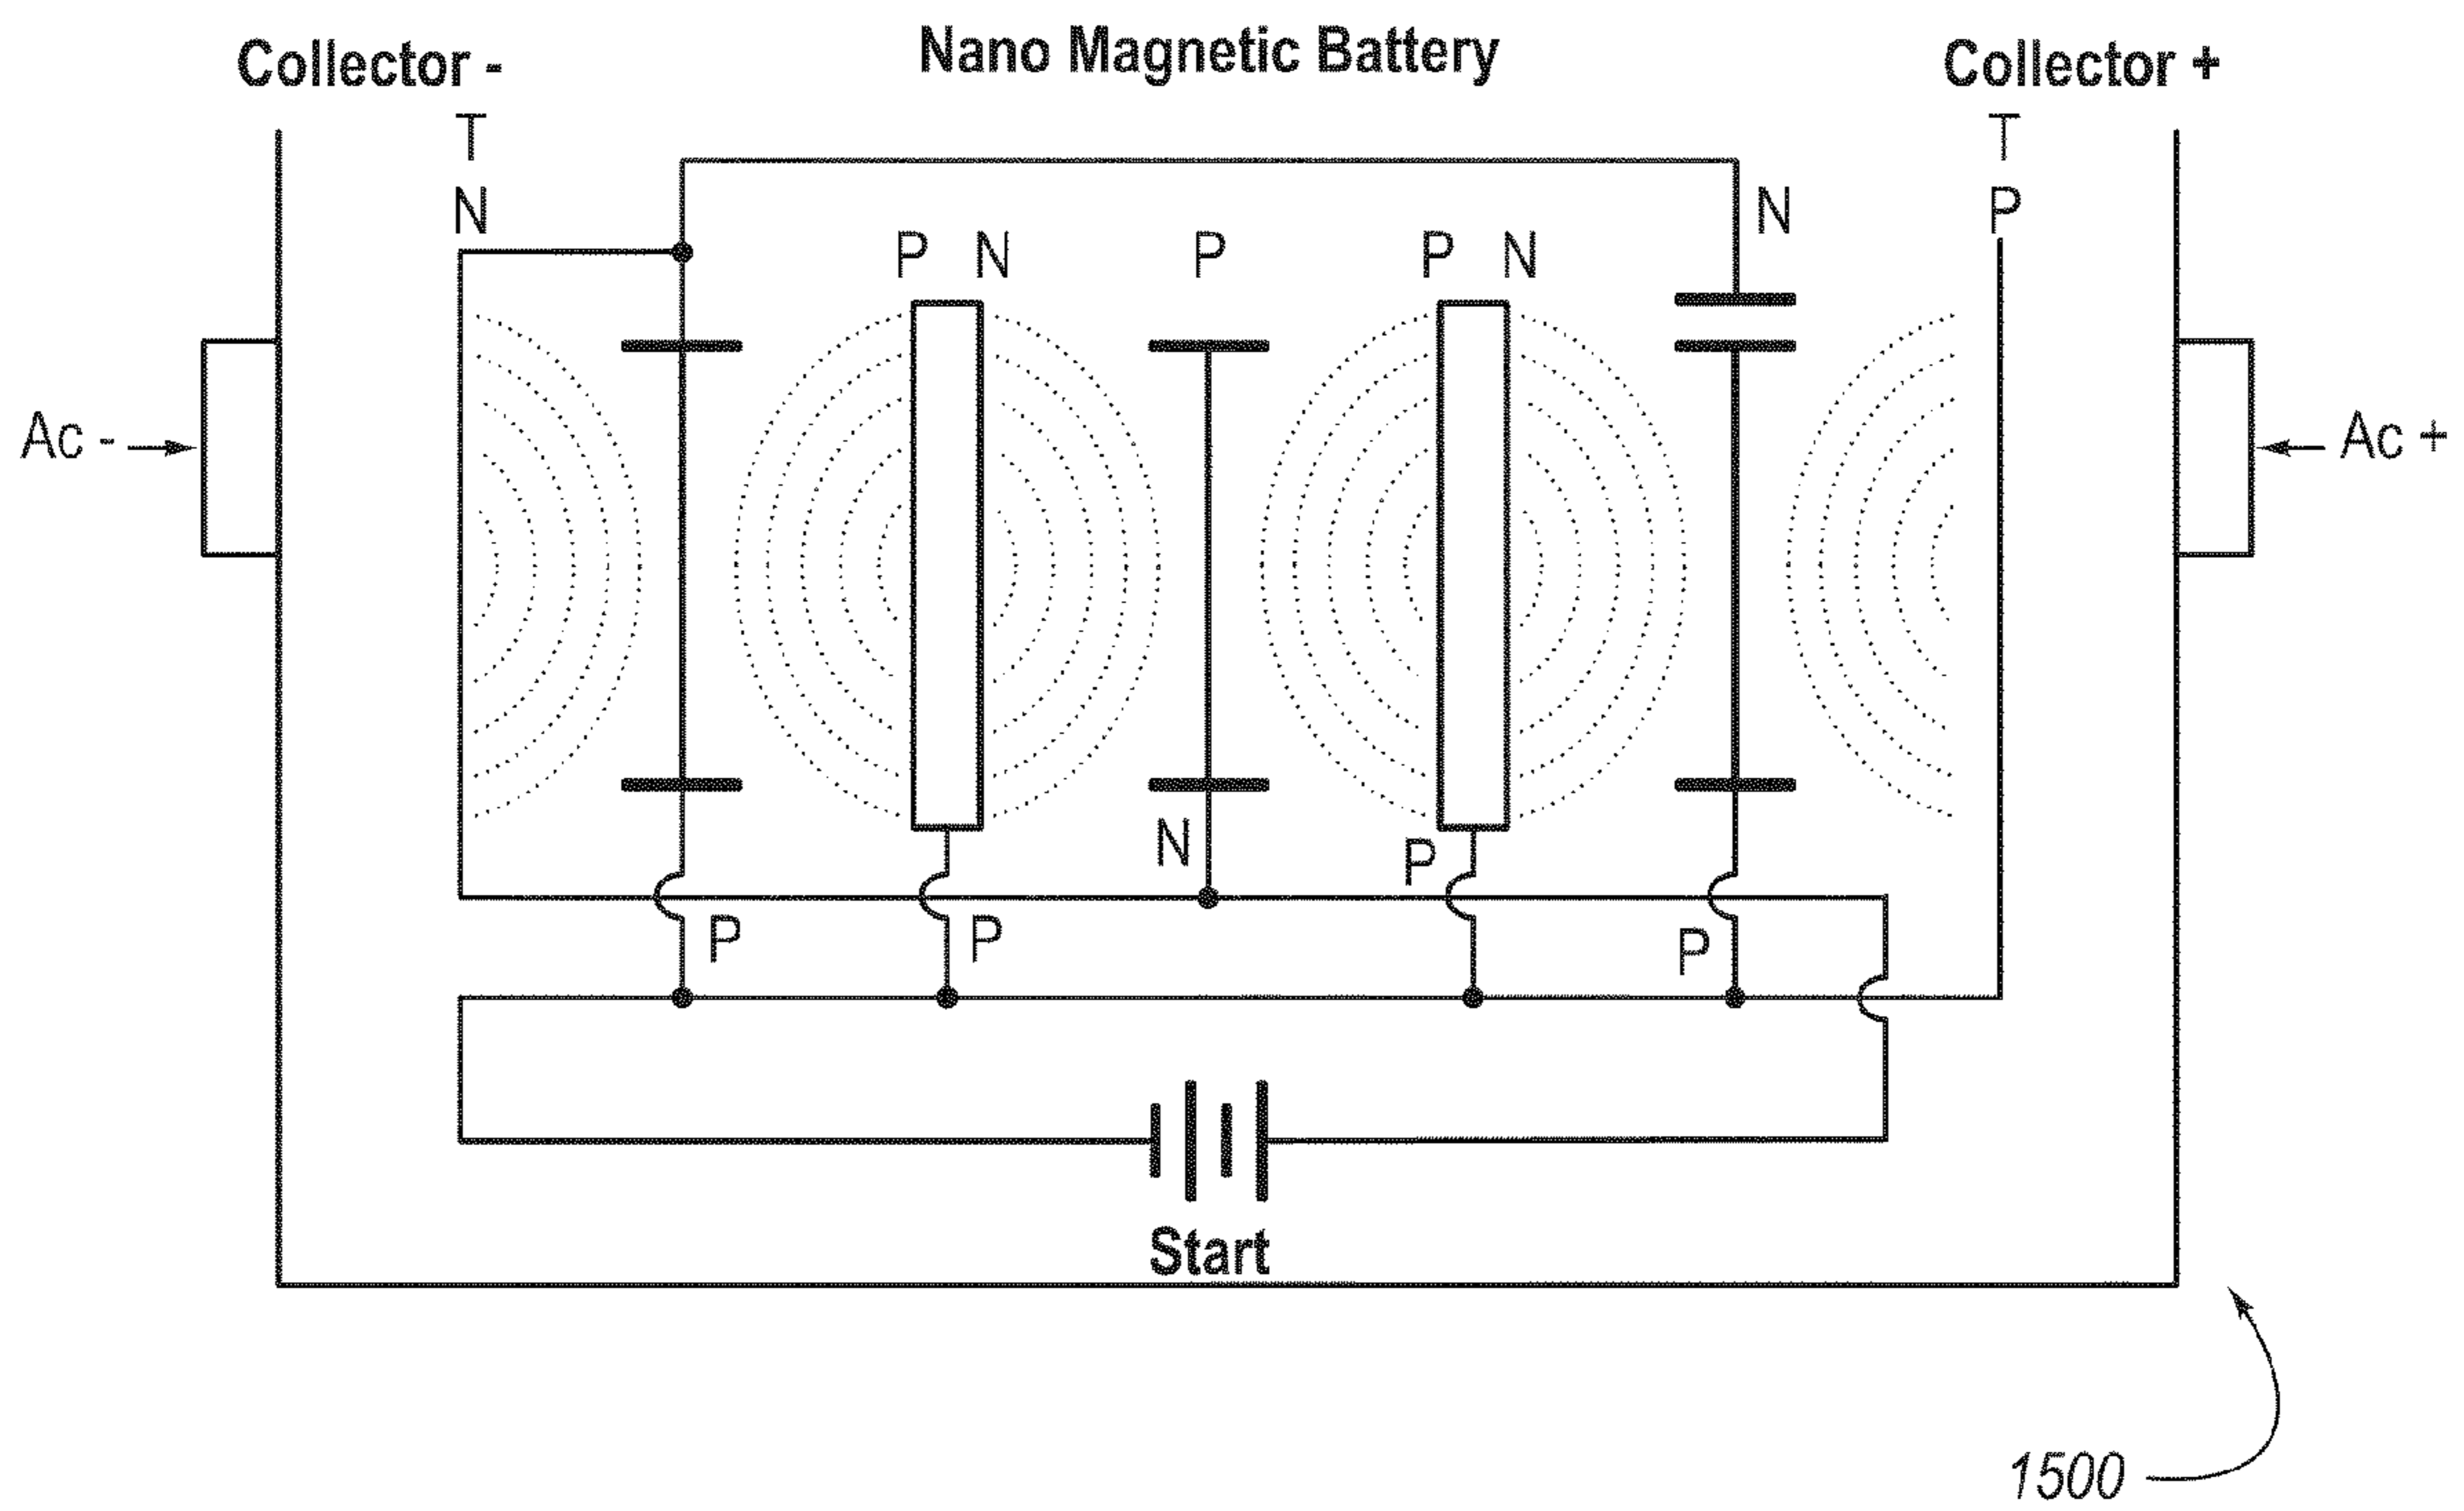 Nano Magnetic Battery
Collector -
Collector +
T
T
N
P
N
P N
P
P N
Ac -
Ac +
N
P
P
P
P
Start
1500